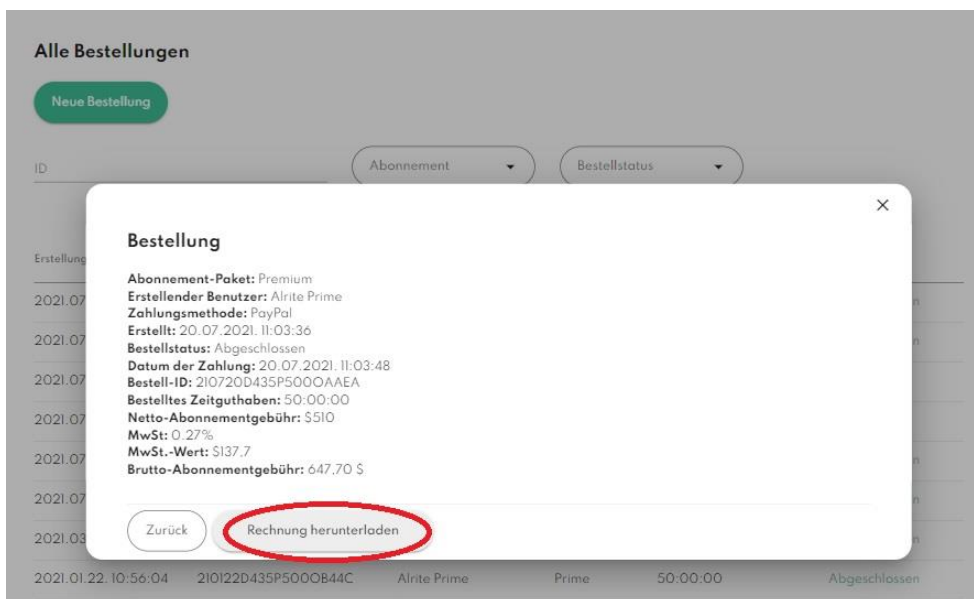 Alle Bestellungen
Neue Bestellung
ID
Abonnement
Bestellstatus
Bestellung
Erstellung
Abonnement-Paket: Premium
Erstellender Benutzer: Alrite Prime
Zahlungsmethode: PayPal
Erstellt: 20.07.2021. 11:03:36
Bestellstatus: Abgeschlossen
Datum der Zahlung: 20.07.2021. 11:03:48
Bestell-ID: 210720D435P500OAAEA
Bestelltes Zeitguthaben: 50:00:00
Netto-Abonnementgebühr: $510
MwSt: 0.27%
MwSt.-Wert: $137,7
Brutto-Abonnementgebühr: 647,70 $
2021.07
2021.07
2021.07
2021.07
2021.07
2021.07
2021.03
Zurück
Rechnung herunterladen
2021.01.22. 10:56:04 210122D435P500OB44C Alrite Prime Prime 50:00:00 Abgeschlossen